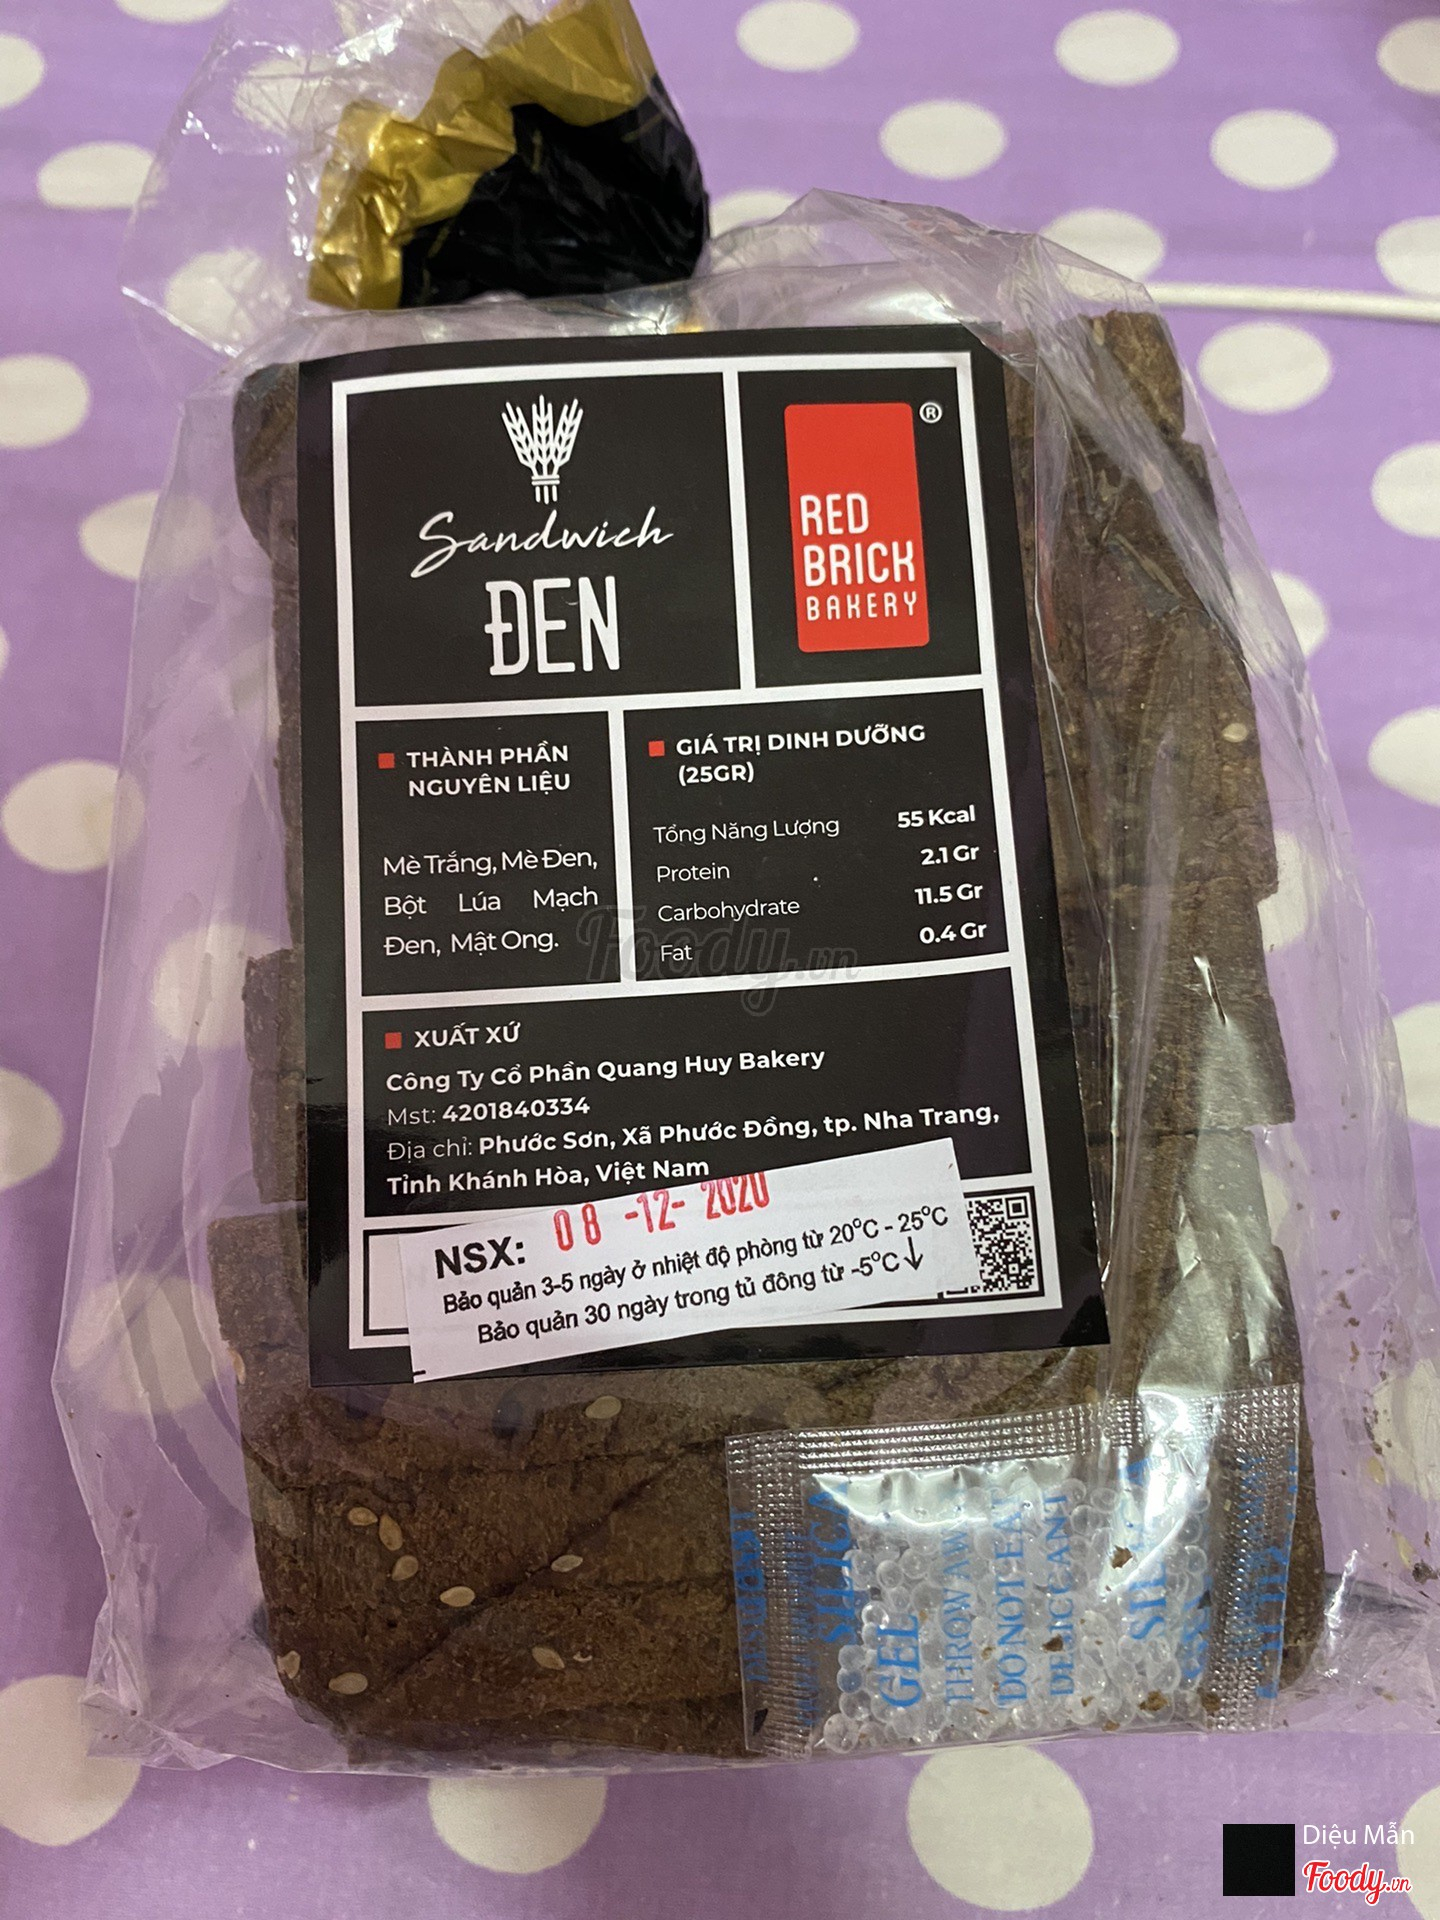 Sandwich
ĐEN
RED
BRICK
BAKERY
®
THÀNH PHẦN
NGUYÊN LIỆU
Mè Trắng, Mè Đen,
Bột Lúa Mạch
Đen, Mật Ong.
GIÁ TRỊ DINH DƯỠNG
(25GR)
Tổng Năng Lượng 55 Kcal
Protein 2.1 Gr
Carbohydrate 11.5 Gr
Fat 0.4 Gr
Foody.vn
XUẤT XỨ
Công Ty Cổ Phần Quang Huy Bakery
Mst: 4201840334
Địa chỉ: Phước Sơn, Xã Phước Đồng, tp. Nha Trang,
Tỉnh Khánh Hòa, Việt Nam
NSX: 08 -12- 2020
Bảo quản 3-5 ngày ở nhiệt độ phòng từ 20°C - 25°C
Bảo quản 30 ngày trong tủ đông từ -5°C↓
SILICA
GEL
THROW AWAY
DO NOT EAT
DESICCANT
Diệu Mẫn
Foody.vn